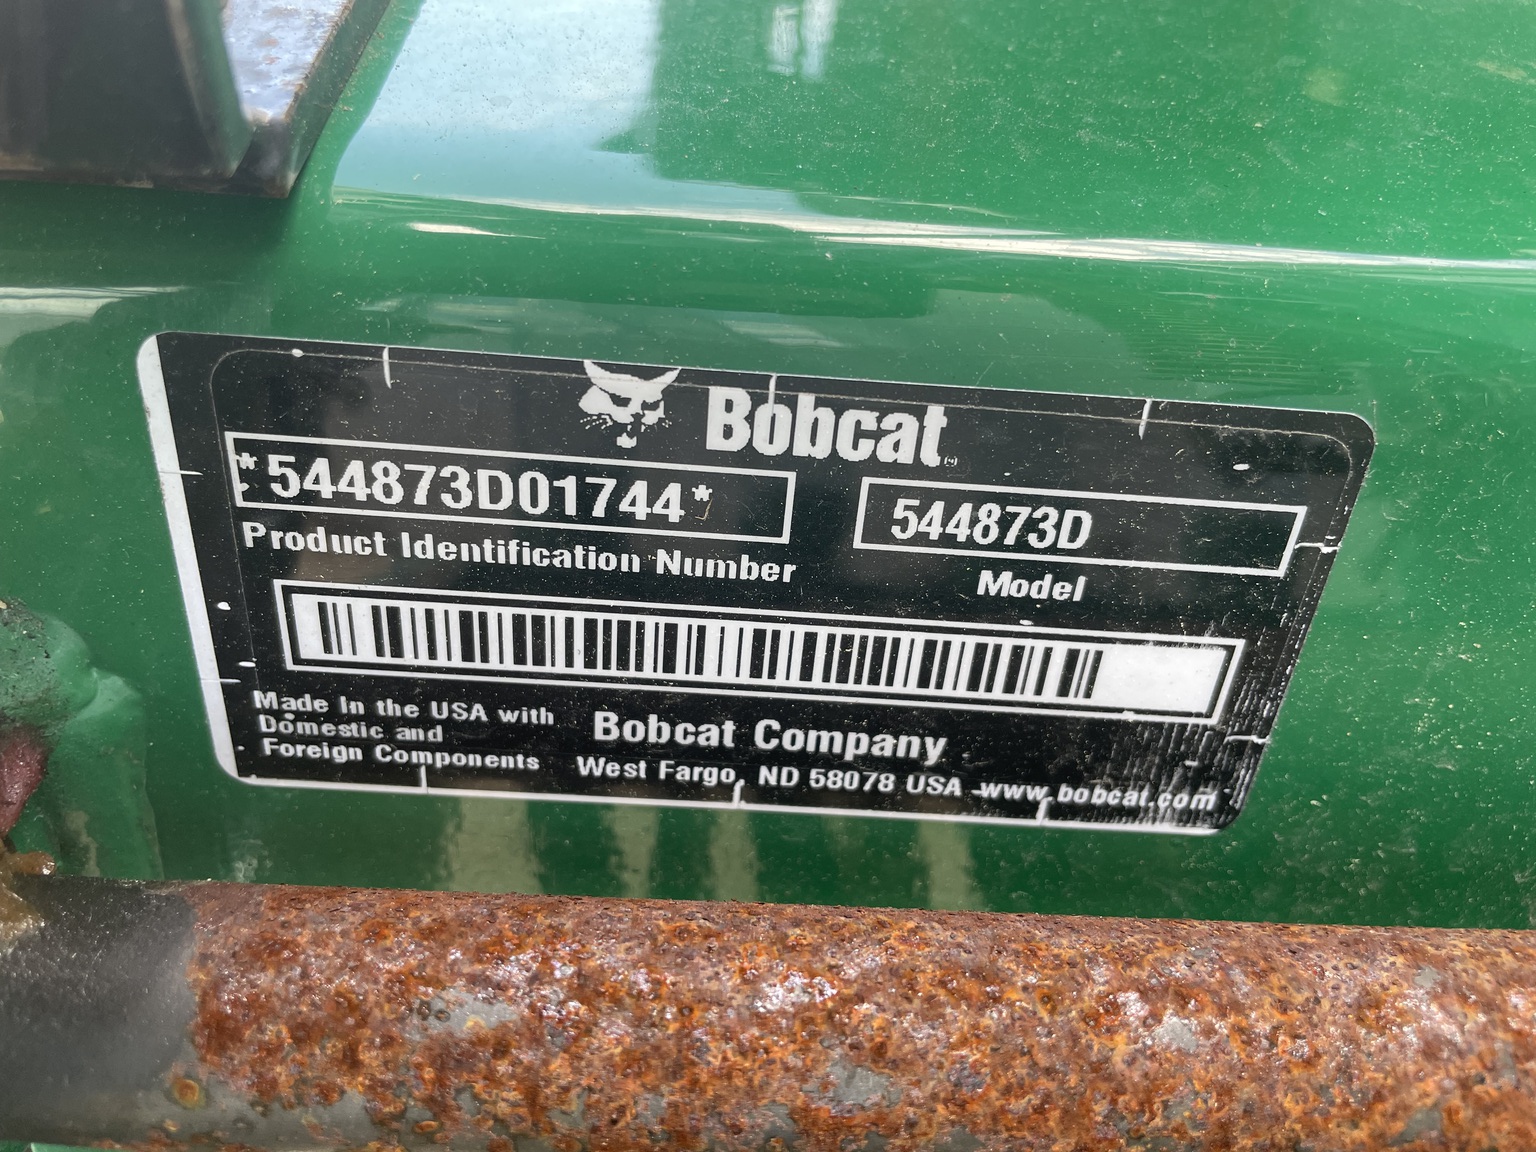 Bobcat
*544873D01744*
544873D
Product Identification Number
Model
Made In the USA with
Domestic and
Foreign Components
Bobcat Company
West Fargo, ND 58078 USA www.bobcat.com